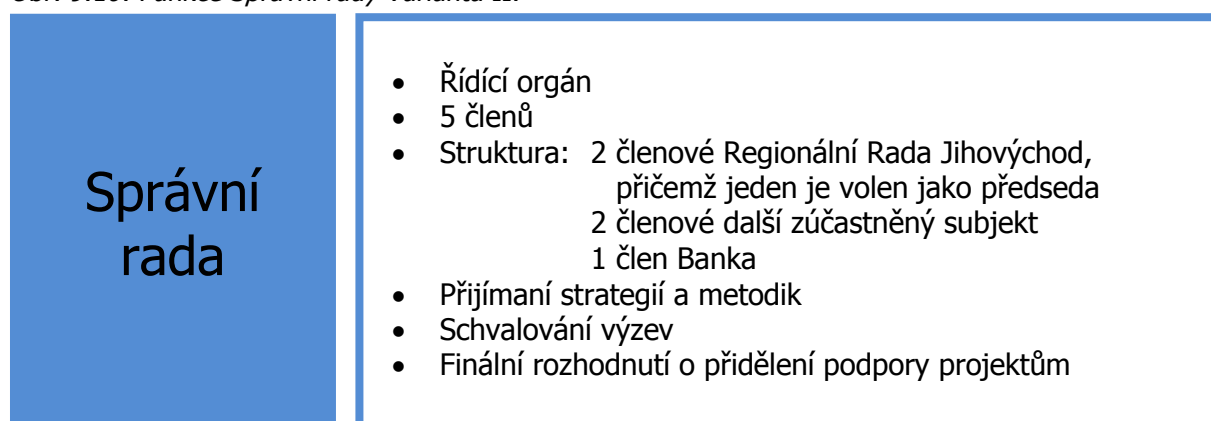 Správní
rada
• Řídící orgán
• 5 členů
• Struktura: 2 členové Regionální Rada Jihovýchod,
přičemž jeden je volen jako předseda
2 členové další zúčastněný subjekt
1 člen Banka
• Přijímaní strategií a metodik
• Schvalování výzev
• Finální rozhodnutí o přidělení podpory projektům